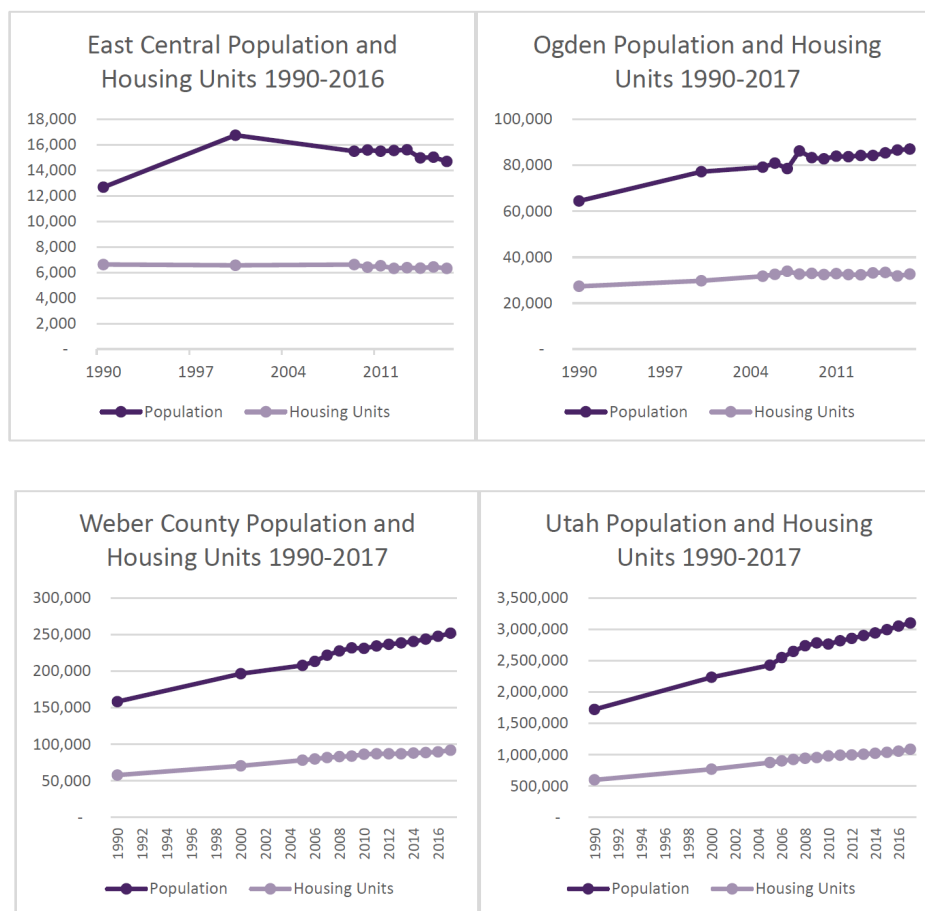 East Central Population and
Housing Units 1990-2016
18,000
16,000
14,000
12,000
10,000
8,000
6,000
4,000
2,000
-
1990 1997 2004 2011
Population Housing Units
Ogden Population and Housing
Units 1990-2017
100,000
80,000
60,000
40,000
20,000
-
1990 1997 2004 2011
Population Housing Units
Weber County Population and
Housing Units 1990-2017
300,000
250,000
200,000
150,000
100,000
50,000
-
1990 1992 1994 1996 1998 2000 2002 2004 2006 2008 2010 2012 2014 2016
Population Housing Units
Utah Population and Housing
Units 1990-2017
3,500,000
3,000,000
2,500,000
2,000,000
1,500,000
1,000,000
500,000
-
1990 1992 1994 1996 1998 2000 2002 2004 2006 2008 2010 2012 2014 2016
Population Housing Units